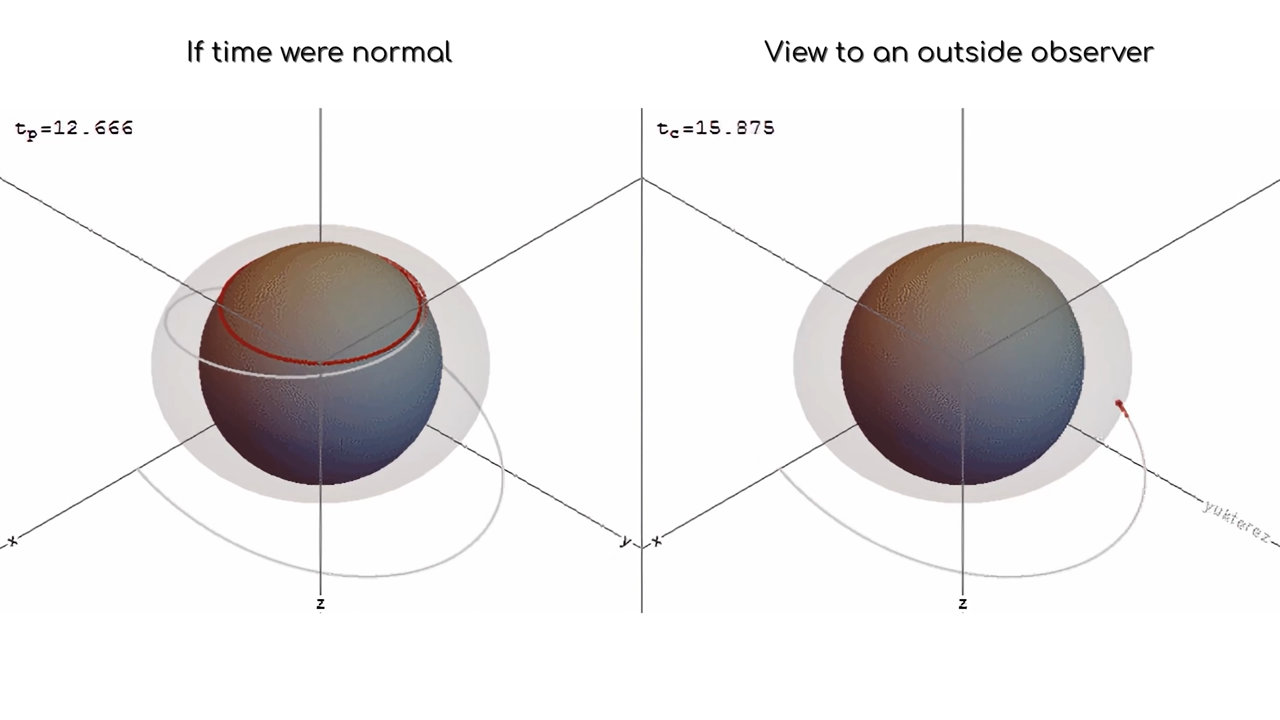 If time were normal
View to an outside observer
tp=12.666
tc=15.875
x
y
z
x
yukterez
z